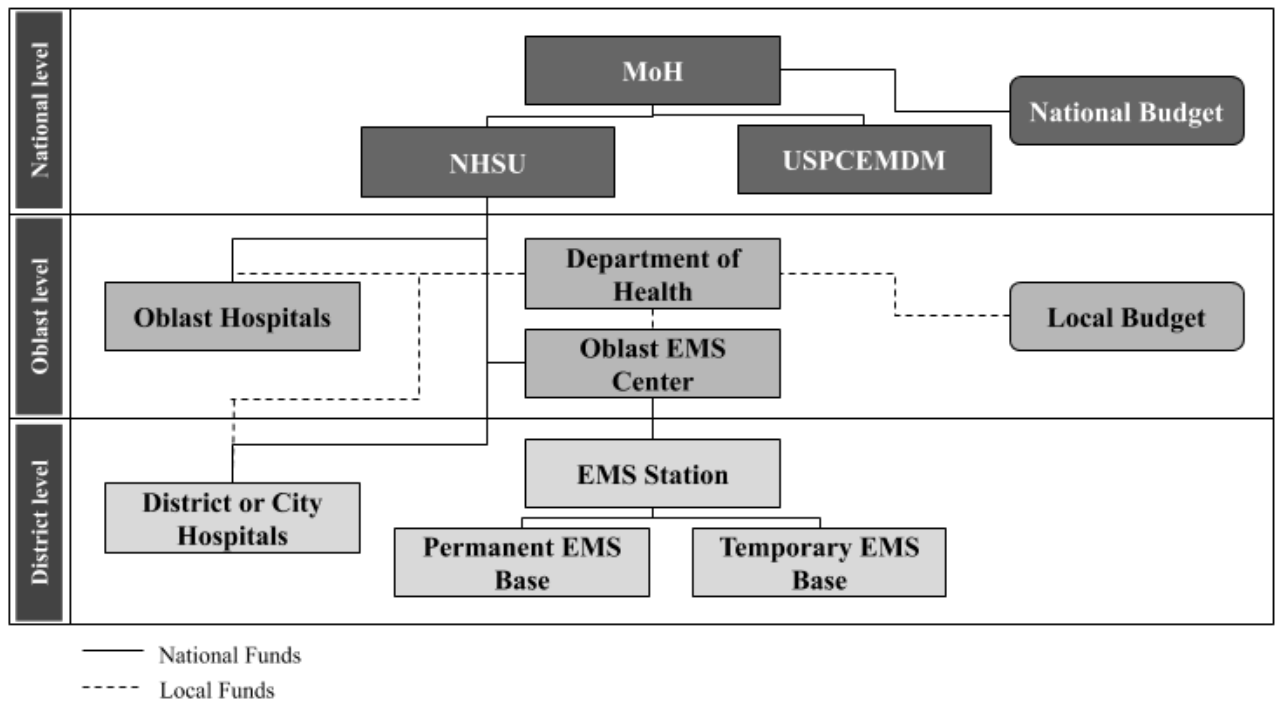 National level
MoH
National Budget
NHSU
USPCEMDM
Oblast level
Department of
Health
Oblast Hospitals
Local Budget
Oblast EMS
Center
District level
EMS Station
District or City
Hospitals
Permanent EMS
Base
Temporary EMS
Base
National Funds
Local Funds